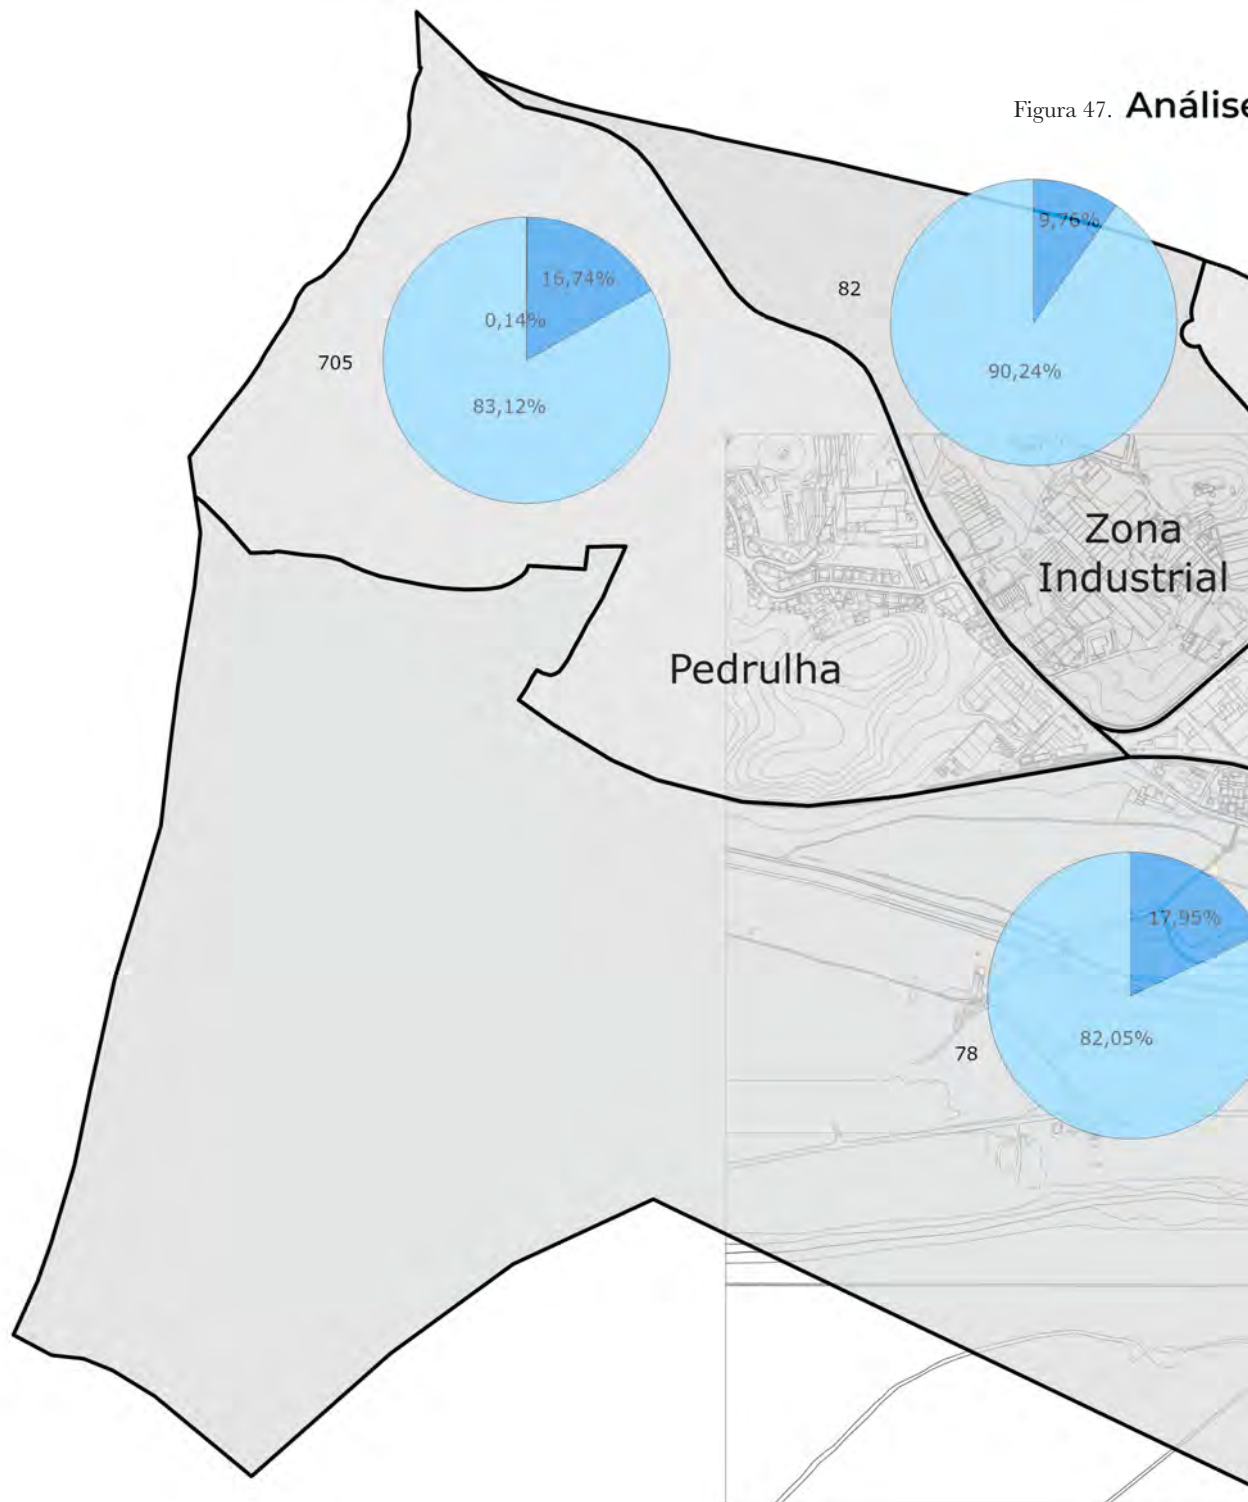 Figura 47. Análise
9,76%
16,74%
82
0,14%
705
90,24%
83,12%
Zona
Industrial
Pedrulha
17,95%
82,05%
78